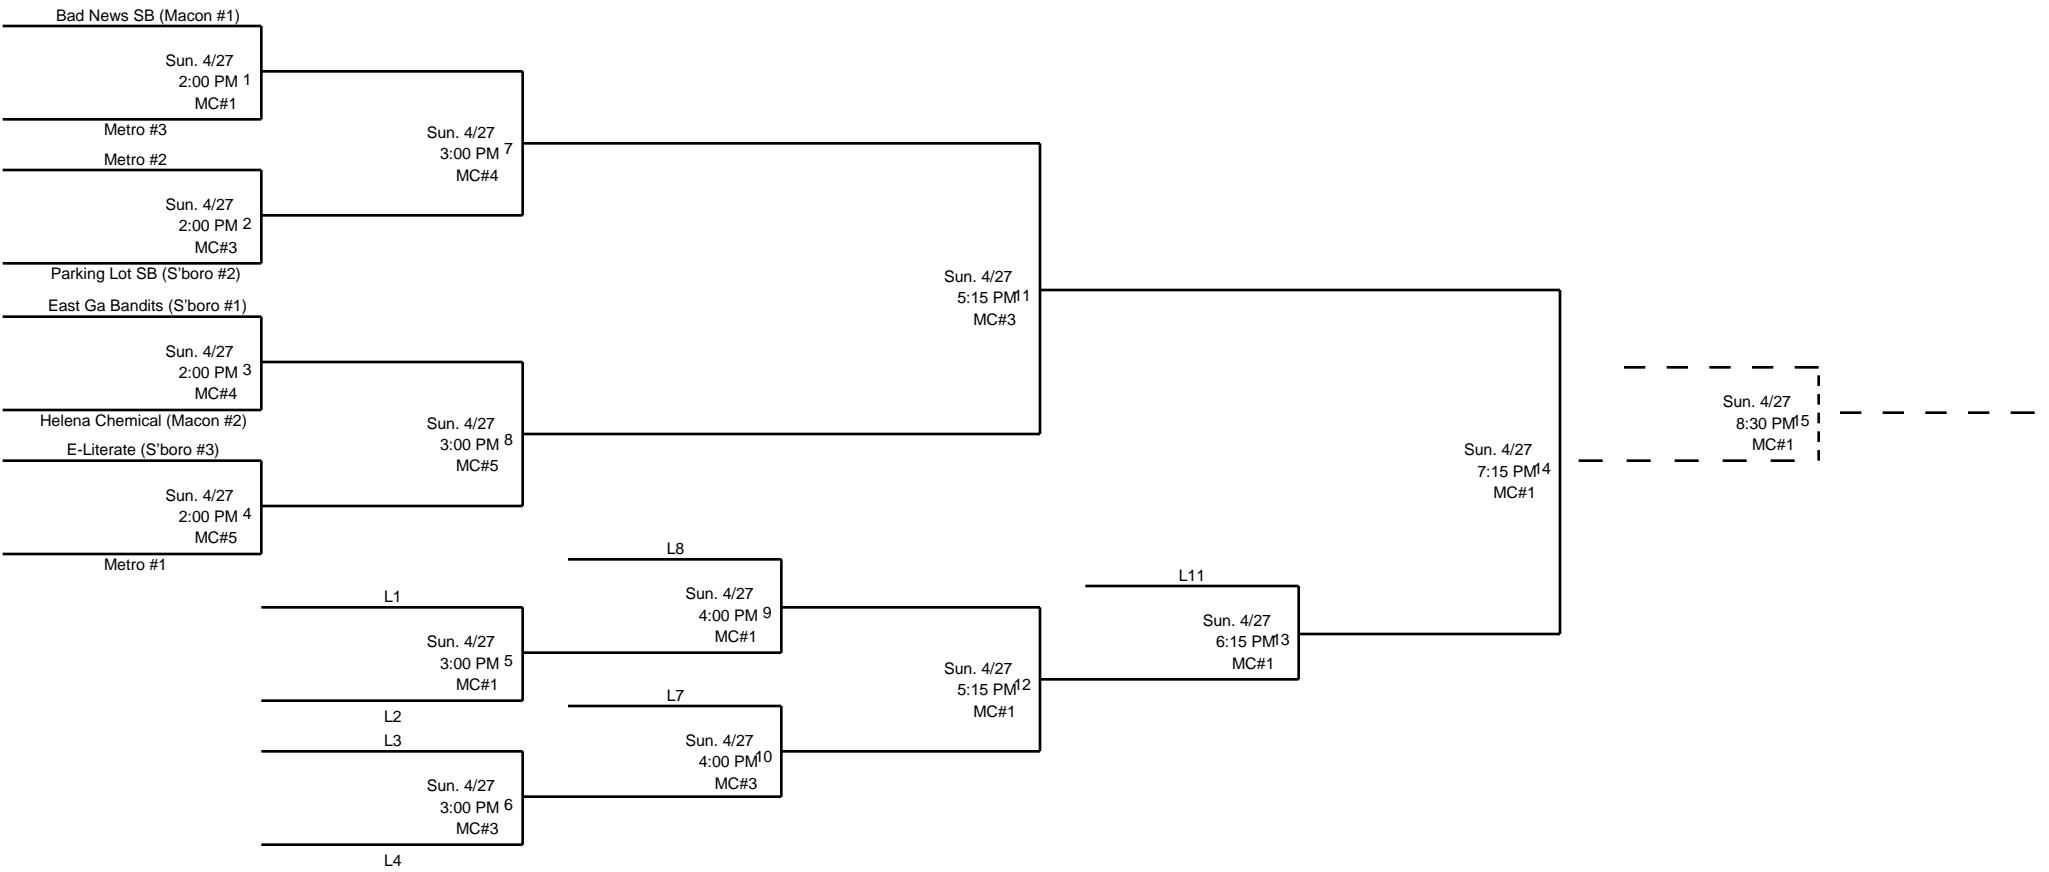 Bad News SB (Macon #1)
Sun. 4/27
2:00 PM 1
MC#1
Metro #3
Metro #2
Sun. 4/27
2:00 PM 2
MC#3
Parking Lot SB (S'boro #2)
East Ga Bandits (S'boro #1)
Sun. 4/27
2:00 PM 3
MC#4
Helena Chemical (Macon #2)
E-Literate (S'boro #3)
Sun. 4/27
2:00 PM 4
MC#5
Metro #1
Sun. 4/27
3:00 PM 7
MC#4
Sun. 4/27
3:00 PM 8
MC#5
L1
Sun. 4/27
3:00 PM 5
MC#1
L2
L3
Sun. 4/27
3:00 PM 6
MC#3
L4
L8
Sun. 4/27
4:00 PM 9
MC#1
L7
Sun. 4/27
4:00 PM 10
MC#3
Sun. 4/27
5:15 PM 11
MC#3
Sun. 4/27
5:15 PM 12
MC#1
L11
Sun. 4/27
6:15 PM 13
MC#1
Sun. 4/27
7:15 PM 14
MC#1
Sun. 4/27
8:30 PM 15
MC#1